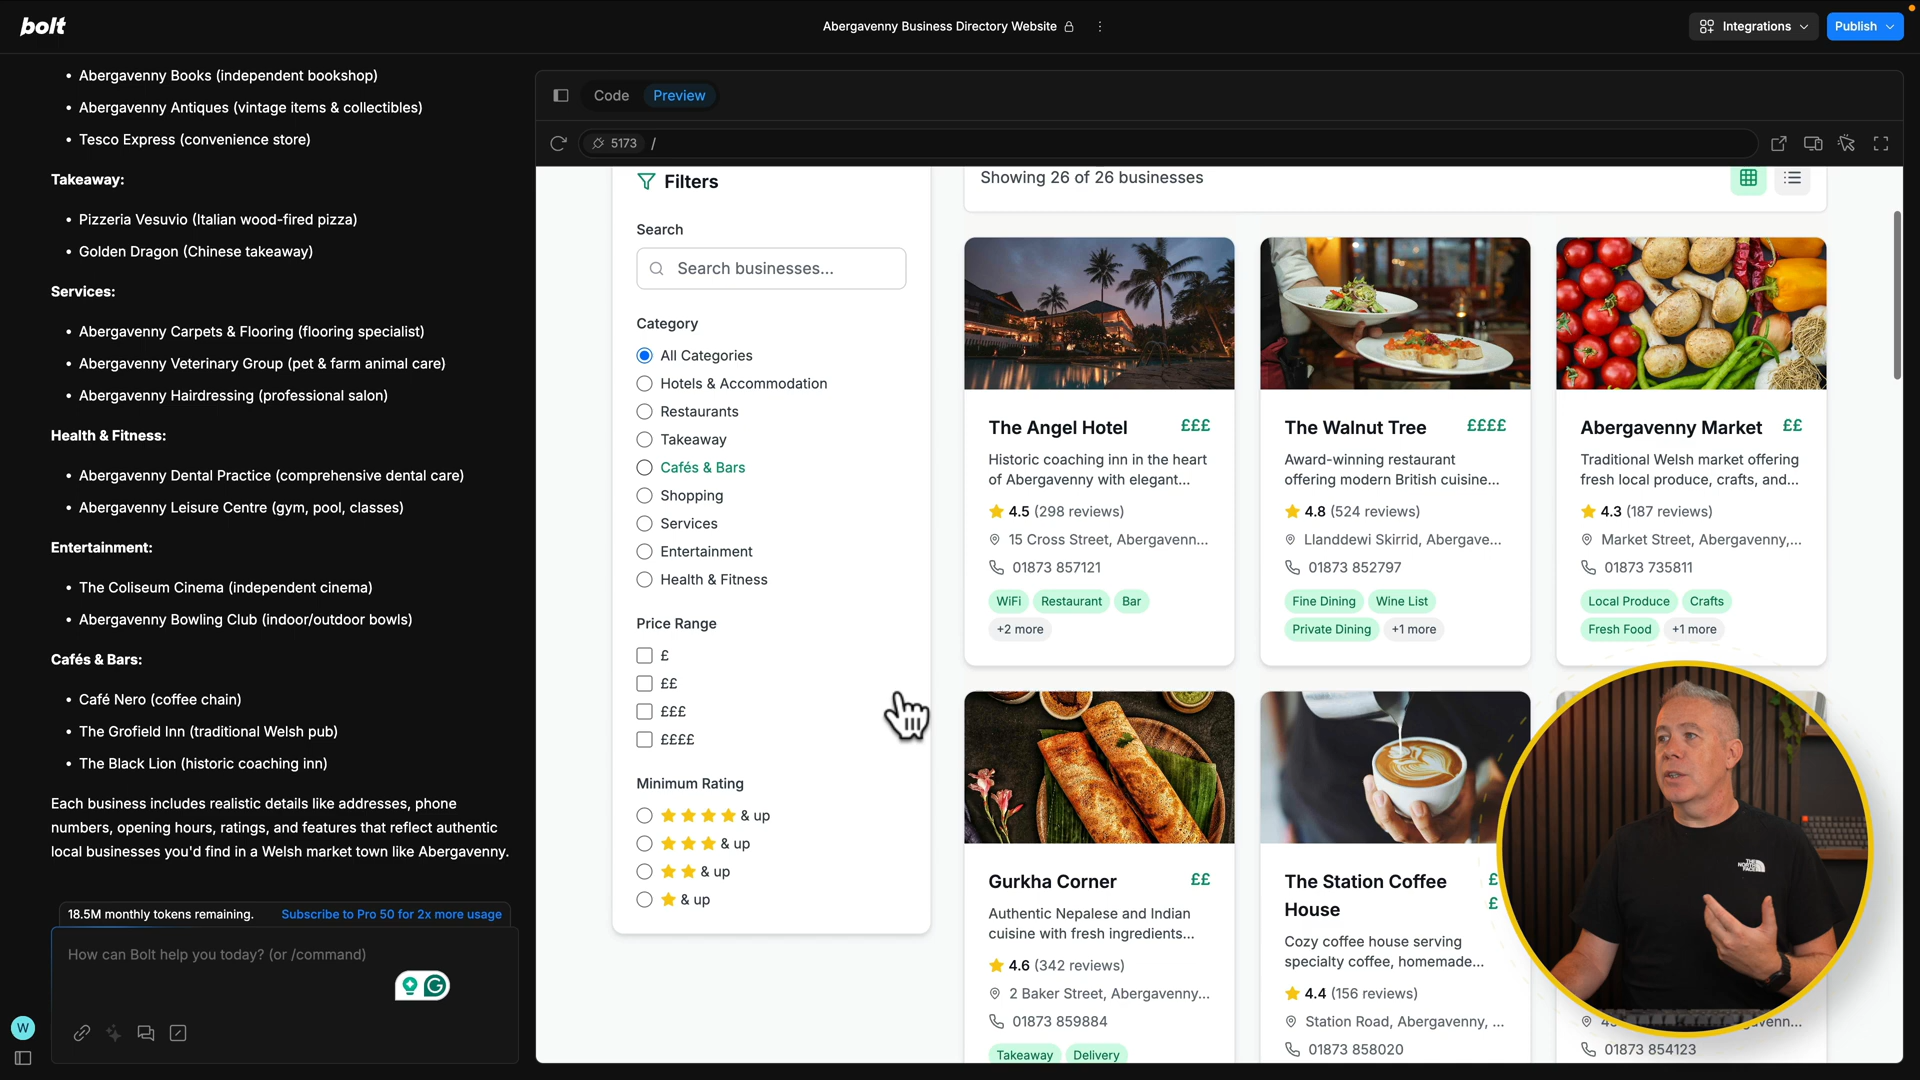 bolt
Abergavenny Business Directory Website
Integrations
Publish
• Abergavenny Books (independent bookshop)
• Abergavenny Antiques (vintage items & collectibles)
• Tesco Express (convenience store)
Takeaway:
• Pizzeria Vesuvio (Italian wood-fired pizza)
• Golden Dragon (Chinese takeaway)
Services:
• Abergavenny Carpets & Flooring (flooring specialist)
• Abergavenny Veterinary Group (pet & farm animal care)
• Abergavenny Hairdressing (professional salon)
Health & Fitness:
• Abergavenny Dental Practice (comprehensive dental care)
• Abergavenny Leisure Centre (gym, pool, classes)
Entertainment:
• The Coliseum Cinema (independent cinema)
• Abergavenny Bowling Club (indoor/outdoor bowls)
Cafés & Bars:
• Café Nero (coffee chain)
• The Grofield Inn (traditional Welsh pub)
• The Black Lion (historic coaching inn)
Each business includes realistic details like addresses, phone
numbers, opening hours, ratings, and features that reflect authentic
local businesses you'd find in a Welsh market town like Abergavenny.
18.5M monthly tokens remaining. Subscribe to Pro 50 for 2x more usage
How can Bolt help you today? (or /command)
W
Code Preview
5173 /
Filters
Search
Search businesses...
Category
All Categories
Hotels & Accommodation
Restaurants
Takeaway
Cafés & Bars
Shopping
Services
Entertainment
Health & Fitness
Price Range
£
££
£££
££££
Minimum Rating
& up
& up
& up
& up
Showing 26 of 26 businesses
The Angel Hotel £££
Historic coaching inn in the heart
of Abergavenny with elegant...
4.5 (298 reviews)
15 Cross Street, Abergavenn...
01873 857121
WiFi Restaurant Bar
+2 more
The Walnut Tree ££££
Award-winning restaurant
offering modern British cuisine...
4.8 (524 reviews)
Llanddewi Skirrid, Abergave...
01873 852797
Fine Dining Wine List
Private Dining +1 more
Abergavenny Market ££
Traditional Welsh market offering
fresh local produce, crafts, and...
4.3 (187 reviews)
Market Street, Abergavenny,...
01873 735811
Local Produce Crafts
Fresh Food +1 more
Gurkha Corner ££
Authentic Nepalese and Indian
cuisine with fresh ingredients...
4.6 (342 reviews)
2 Baker Street, Abergavenny...
01873 859884
Takeaway Delivery
The Station Coffee £
House £
Cozy coffee house serving
specialty coffee, homemade...
4.4 (156 reviews)
Station Road, Abergavenny, ...
01873 858020
01873 854123
THE NORTH FACE